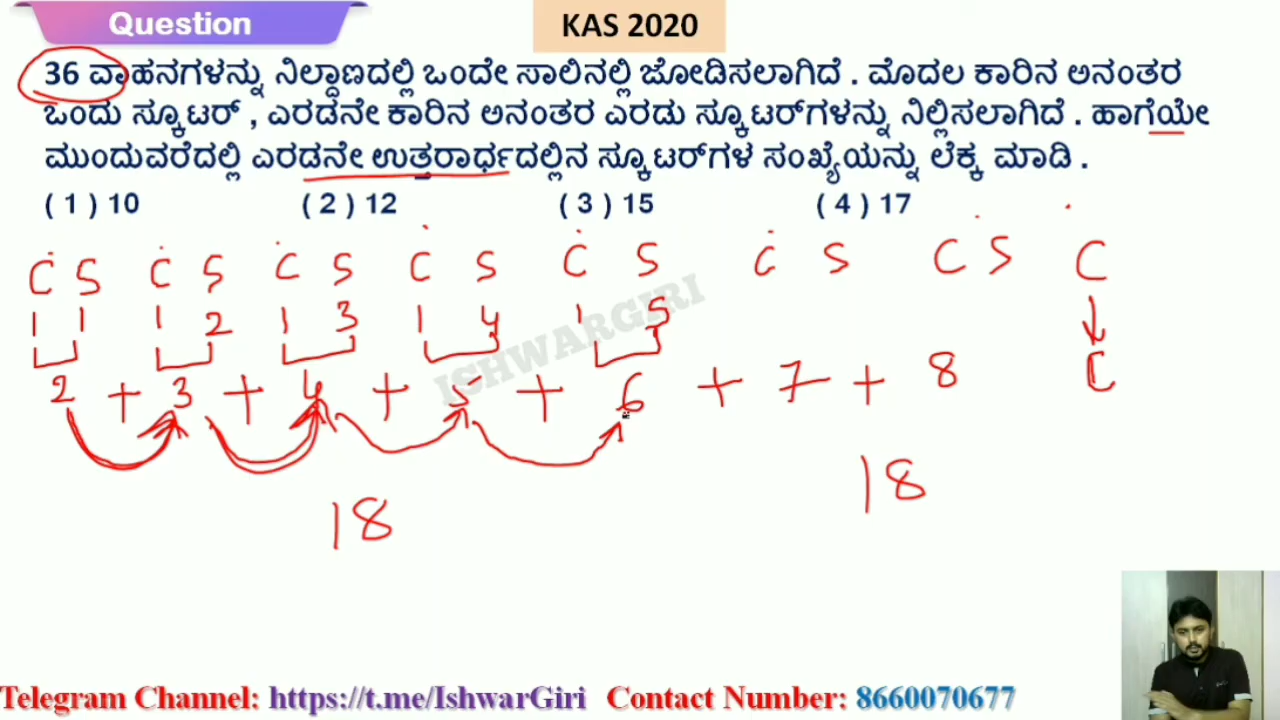 Question
KAS 2020
36 ವಾಹನಗಳನ್ನು ನಿಲ್ದಾಣದಲ್ಲಿ ಒಂದೇ ಸಾಲಿನಲ್ಲಿ ಜೋಡಿಸಲಾಗಿದೆ . ಮೊದಲ ಕಾರಿನ ಅನಂತರ
ಒಂದು ಸ್ಕೂಟರ್ , ಎರಡನೇ ಕಾರಿನ ಅನಂತರ ಎರಡು ಸ್ಕೂಟರ್‌ಗಳನ್ನು ನಿಲ್ಲಿಸಲಾಗಿದೆ . ಹಾಗೆಯೇ
ಮುಂದುವರೆದಲ್ಲಿ ಎರಡನೇ ಉತ್ತರಾರ್ಧದಲ್ಲಿನ ಸ್ಕೂಟರ್‌ಗಳ ಸಂಖ್ಯೆಯನ್ನು ಲೆಕ್ಕ ಮಾಡಿ .
( 1 ) 10 ( 2 ) 12 ( 3 ) 15 ( 4 ) 17
C S C S C S C S C S C S C S C
1 1 1 2 1 3 1 4 1 5
2 + 3 + 4 + 5 + 6 + 7 + 8 C
18 18
ISHWARGIRI
Telegram Channel: https://t.me/IshwarGiri Contact Number: 8660070677